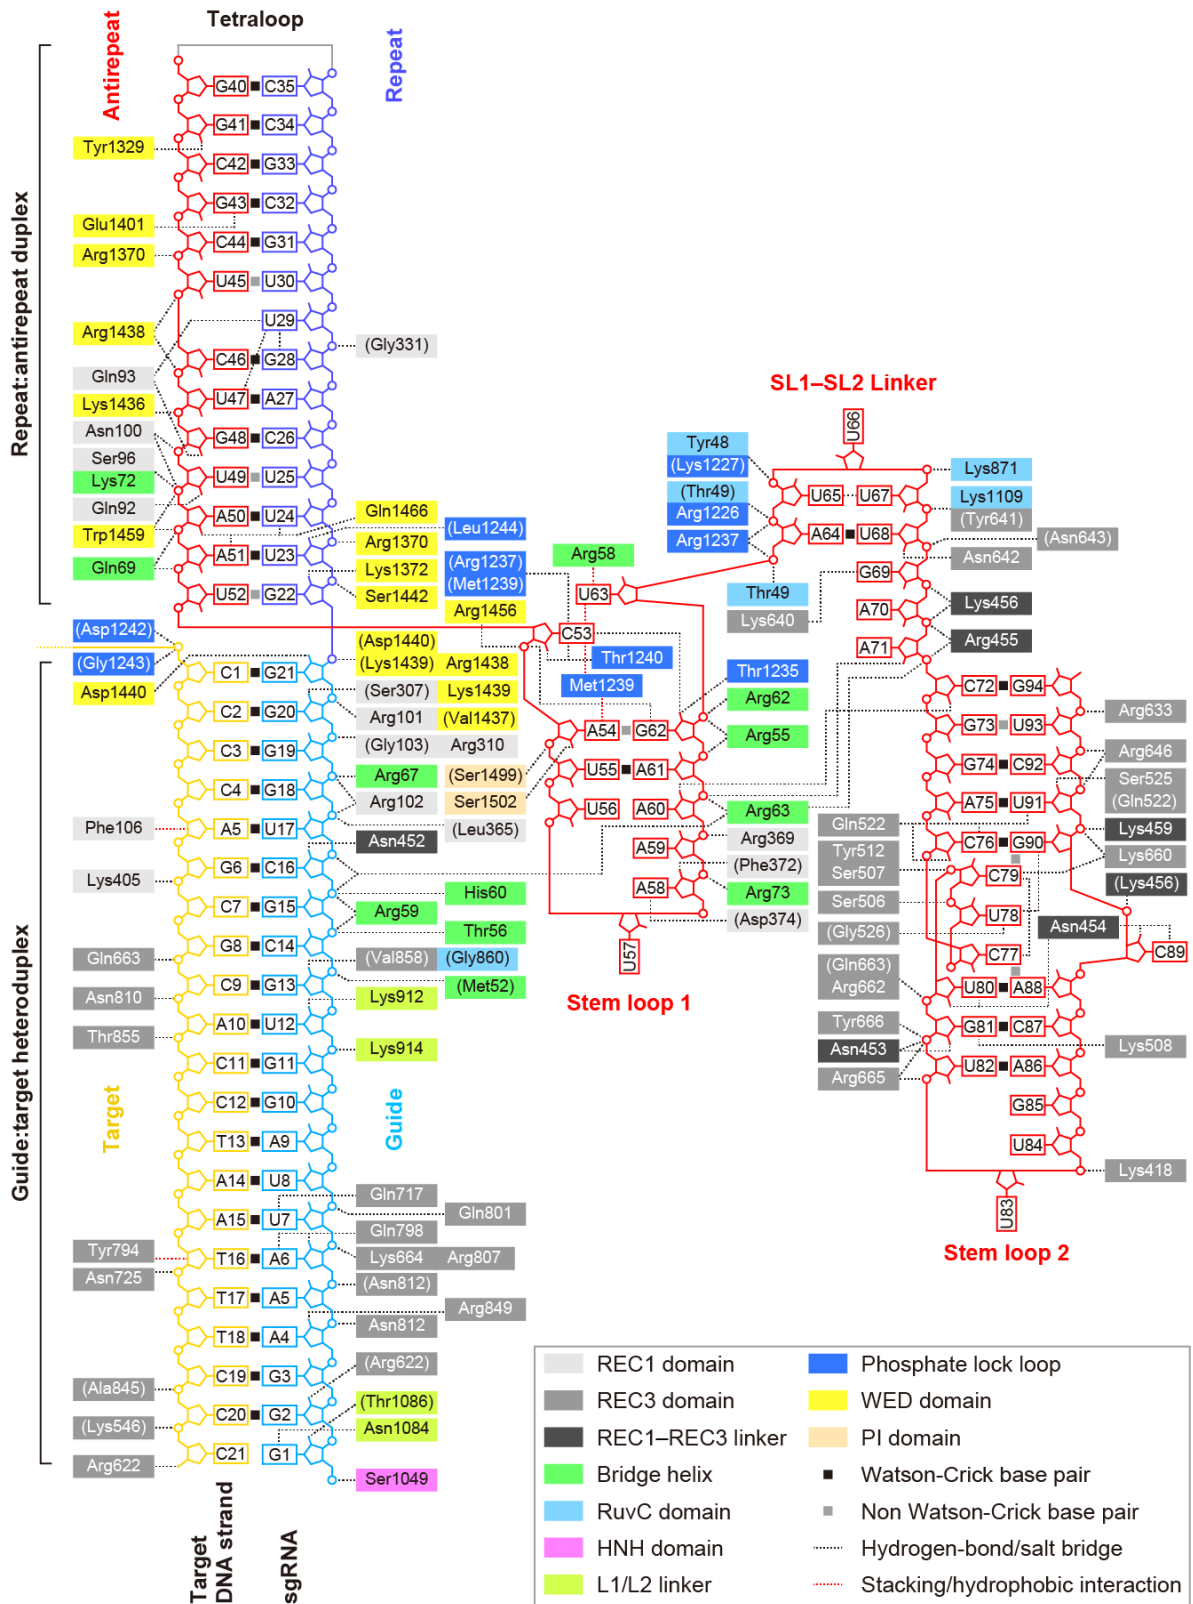 Tetraloop
Antirepeat
Repeat
Repeat:antirepeat duplex
G40 C35
G41 C34
Tyr1329
C42 G33
G43 C32
Glu1401
C44 G31
Arg1370
U45 U30
U29
Arg1438
(Gly331)
C46 G28
Gln93
U47 A27
Lys1436
Asn100
G48 C26
Ser96
Lys72
U49 U25
Gln92
A50 U24
Gln1466
Trp1459
(Leu1244)
A51 U23
Arg1370
Gln69
Lys1372
(Arg1237)
(Met1239)
U52 G22
Ser1442
Arg1456
Arg58
U63
C53
SL1–SL2 Linker
U66
Tyr48
(Lys1227)
Lys871
(Thr49)
U65 U67
Lys1109
Arg1226
(Tyr641)
Arg1237
A64 U68
(Asn643)
Asn642
G69
Thr49
Lys640
A70
Lys456
Arg455
A71
(Asp1242)
(Gly1243)
Asp1440
Guide:target heteroduplex
(Asp1440)
(Lys1439) Arg1438
C1 G21
Thr1240
Met1239
Thr1235
(Ser307) Lys1439
Arg62
C2 G20
Arg101 (Val1437)
A54 G62
Arg55
C3 G19
(Gly103) Arg310
C72 G94
Arg633
G73 U93
Arg67
(Ser1499)
U55 A61
G74 C92
Arg646
Ser525
(Gln522)
C4 G18
Arg102
Ser1502
U56 A60
Arg63
A75 U91
Phe106
A5 U17
(Leu365)
Arg369
Gln522
Lys459
Asn452
A59
C76 G90
Tyr512
Ser507
Lys660
G6 C16
(Phe372)
C79
(Lys456)
Lys405
His60
A58
Arg73
Ser506
C7 G15
Arg59
(Asp374)
U78
Asn454
Thr56
(Gly526)
G8 C14
U57
C77
C89
Gln663
(Val858) (Gly860)
(Gln663)
Arg662
C9 G13
(Met52)
U80 A88
Asn810
Lys912
Stem loop 1
A10 U12
Tyr666
G81 C87
Thr855
Lys914
Asn453
Lys508
C11 G11
Arg665
U82 A86
C12 G10
G85
Target
Guide
T13 A9
U84
A14 U8
Lys418
Gln717
U83
A15 U7
Gln801
Gln798
Stem loop 2
Tyr794
T16 A6
Lys664 Arg807
Asn725
(Asn812)
T17 A5
Arg849
Asn812
T18 A4
(Arg622)
C19 G3
(Ala845)
(Thr1086)
C20 G2
(Lys546)
Asn1084
C21 G1
Arg622
Ser1049
Target
DNA strand
sgRNA
REC1 domain
REC3 domain
REC1–REC3 linker
Bridge helix
RuvC domain
HNH domain
L1/L2 linker
Phosphate lock loop
WED domain
PI domain
Watson-Crick base pair
Non Watson-Crick base pair
Hydrogen-bond/salt bridge
Stacking/hydrophobic interaction